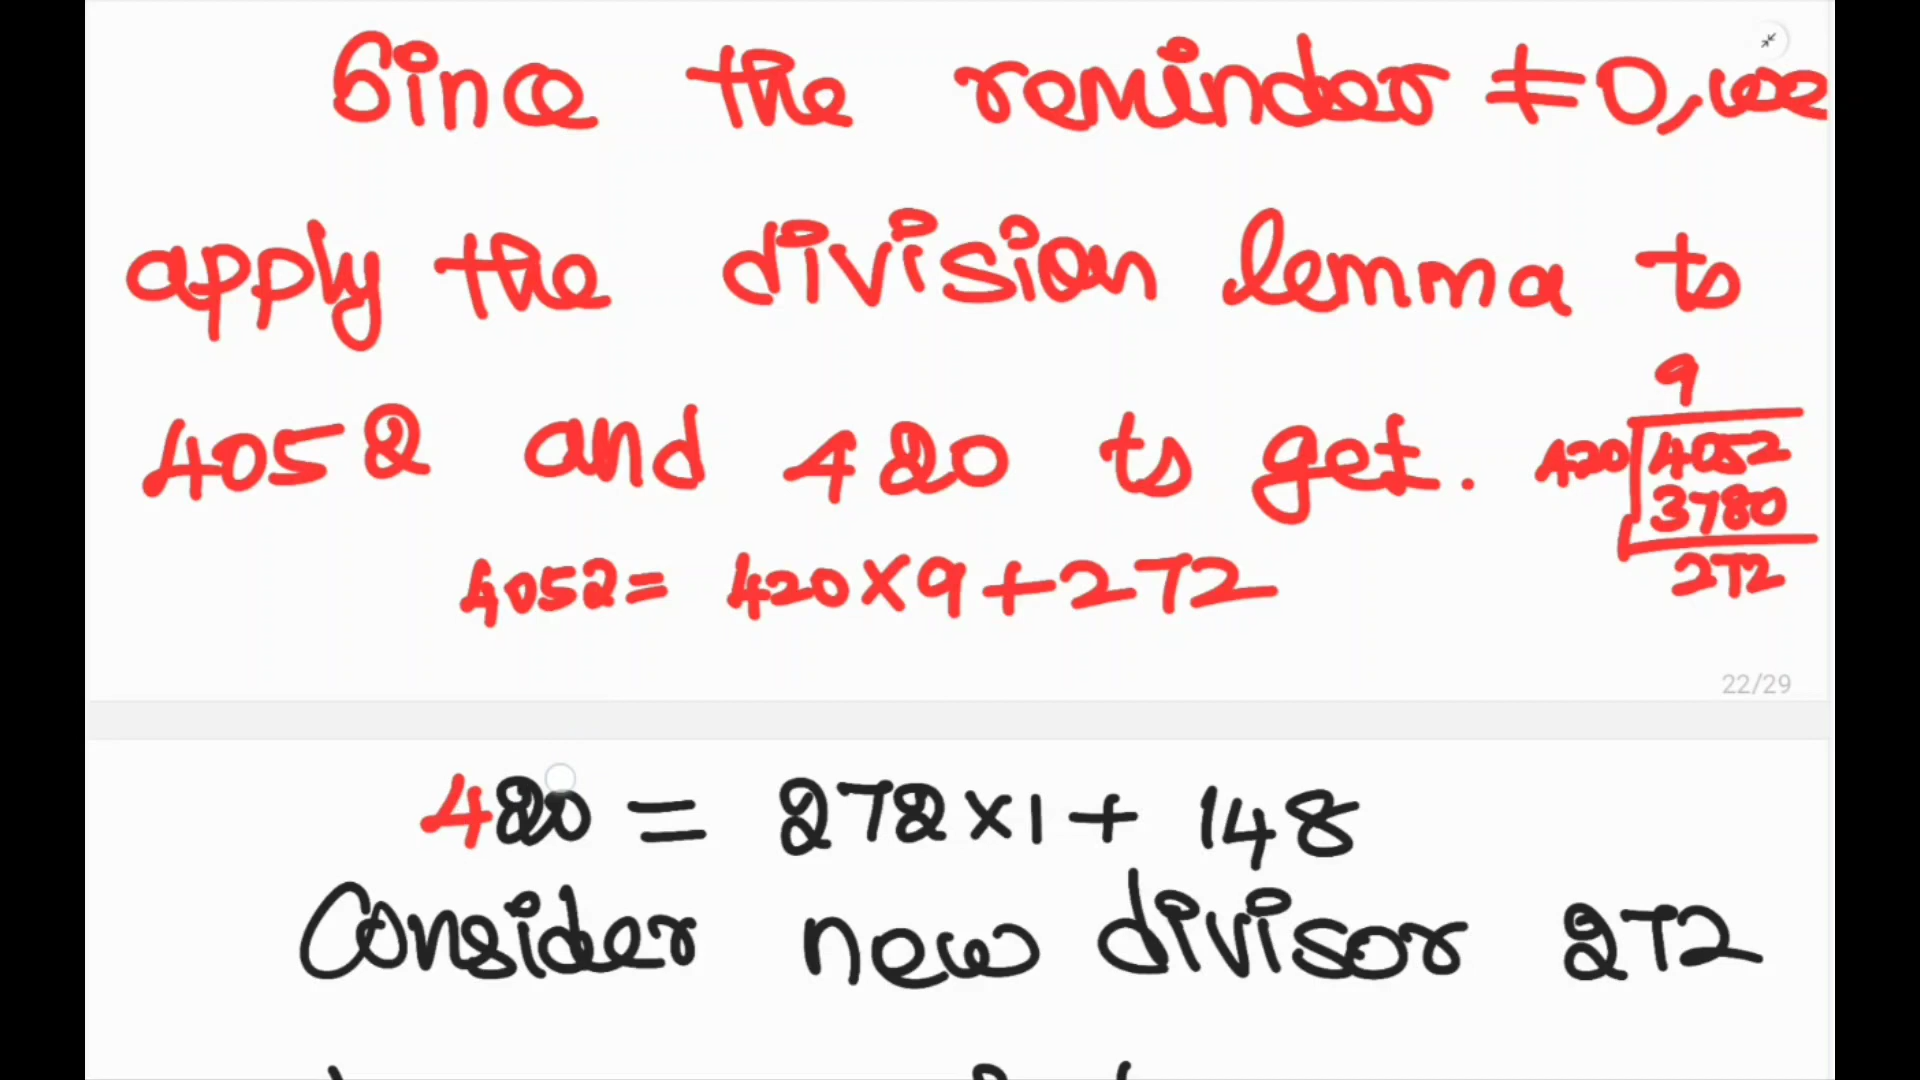 Since the reminder ≠0, we
apply the division lemma to
4052 and 420 to get.
9
420 4052
3780
272
4052= 420×9+272
22/29
420 = 272×1+ 148
Consider new divisor 272